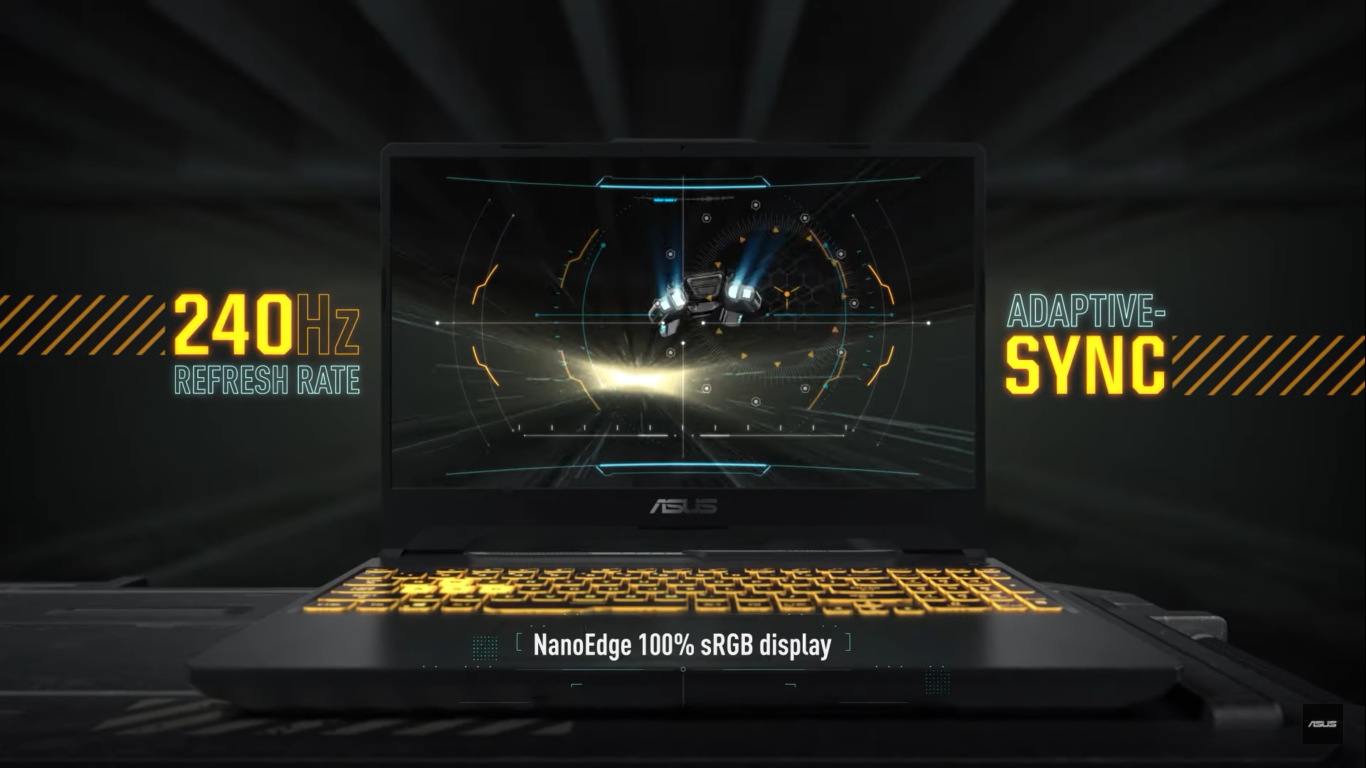 240Hz
REFRESH RATE
ADAPTIVE-
SYNC
ASUS
NanoEdge 100% sRGB display
ASUS